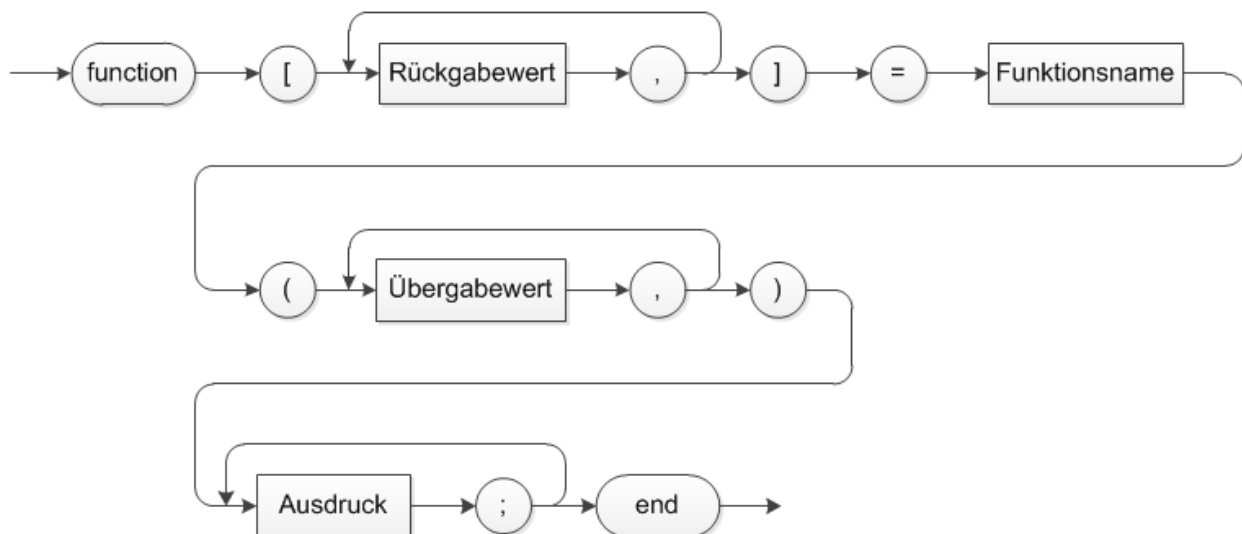 function [ Rückgabewert , ] = Funktionsname
( Übergabewert , )
Ausdruck ; end